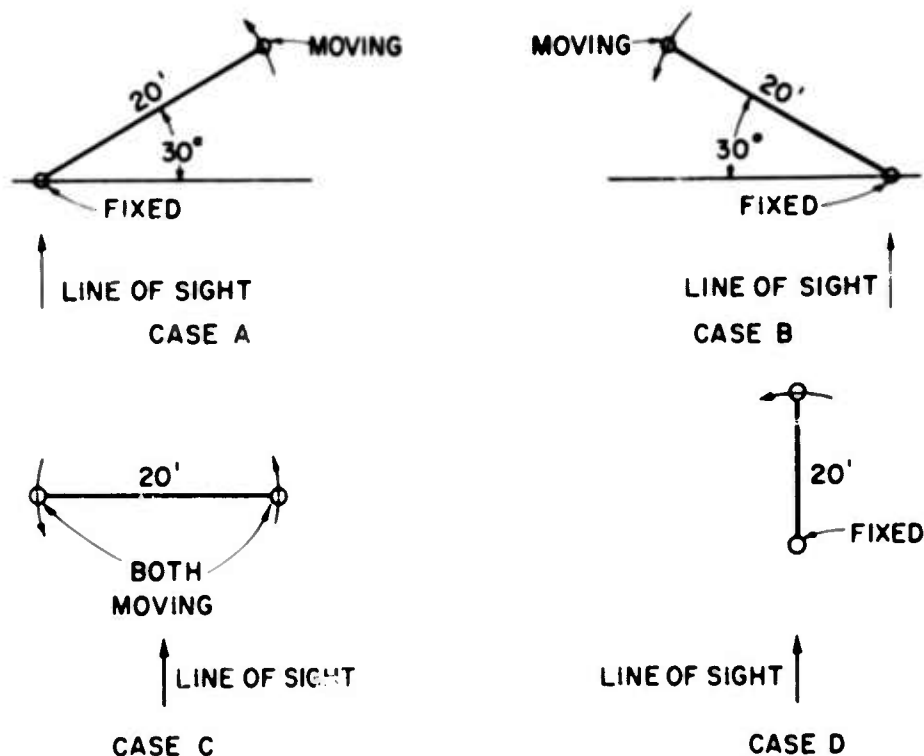 MOVING
20'
30°
FIXED
LINE OF SIGHT
CASE A
MOVING
20'
30°
FIXED
LINE OF SIGHT
CASE B
20'
BOTH
MOVING
LINE OF SIGHT
CASE C
20'
FIXED
LINE OF SIGHT
CASE D